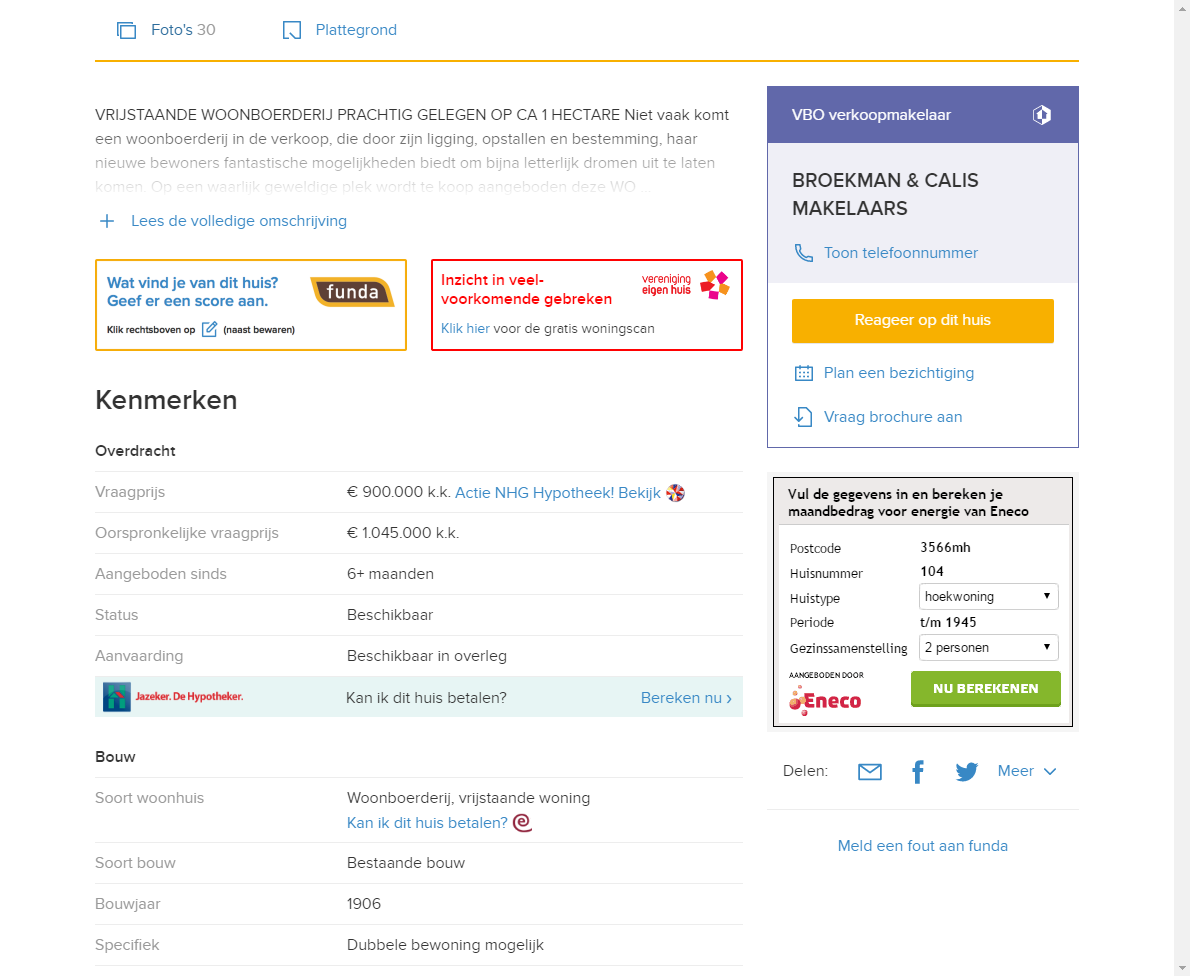 Foto's 30
Plattegrond
VRIJSTAANDE WOONBOERDERIJ PRACHTIG GELEGEN OP CA 1 HECTARE Niet vaak komt
een woonboerderij in de verkoop, die door zijn ligging, opstallen en bestemming, haar
nieuwe bewoners fantastische mogelijkheden biedt om bijna letterlijk dromen uit te laten
komen. Op een waarlijk geweldige plek wordt te koop aangeboden deze WO ...
Lees de volledige omschrijving
Wat vind je van dit huis?
Geef er een score aan.
Klik rechtsboven op (naast bewaren)
funda
Inzicht in veel-
voorkomende gebreken
Klik hier voor de gratis woningscan
vereniging
eigen huis
Kenmerken
Overdracht
Vraagprijs € 900.000 k.k. Actie NHG Hypotheek! Bekijk
Oorspronkelijke vraagprijs € 1.045.000 k.k.
Aangeboden sinds 6+ maanden
Status Beschikbaar
Aanvaarding Beschikbaar in overleg
Jazeker. De Hypotheker. Kan ik dit huis betalen? Bereken nu ›
Bouw
Soort woonhuis Woonboerderij, vrijstaande woning
Kan ik dit huis betalen?
Soort bouw Bestaande bouw
Bouwjaar 1906
Specifiek Dubbele bewoning mogelijk
VBO verkoopmakelaar
BROEKMAN & CALIS
MAKELAARS
Toon telefoonnummer
Reageer op dit huis
Plan een bezichtiging
Vraag brochure aan
Vul de gegevens in en bereken je
maandbedrag voor energie van Eneco
Postcode 3566mh
Huisnummer 104
Huistype hoekwoning
Periode t/m 1945
Gezinssamenstelling 2 personen
AANGEBODEN DOOR
Eneco
NU BEREKENEN
Delen:
Meer
Meld een fout aan funda